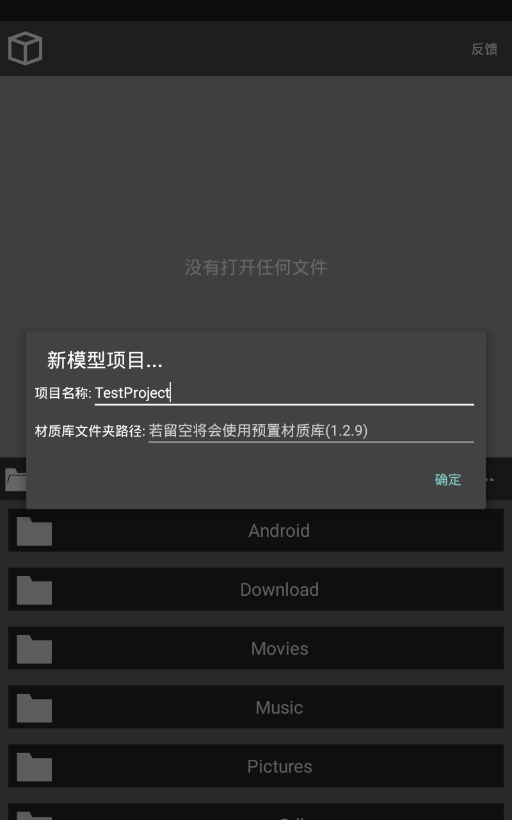 反馈
没有打开任何文件
新模型项目...
项目名称: TestProject
材质库文件夹路径: 若留空将会使用预置材质库(1.2.9)
确定
Android
Download
Movies
Music
Pictures